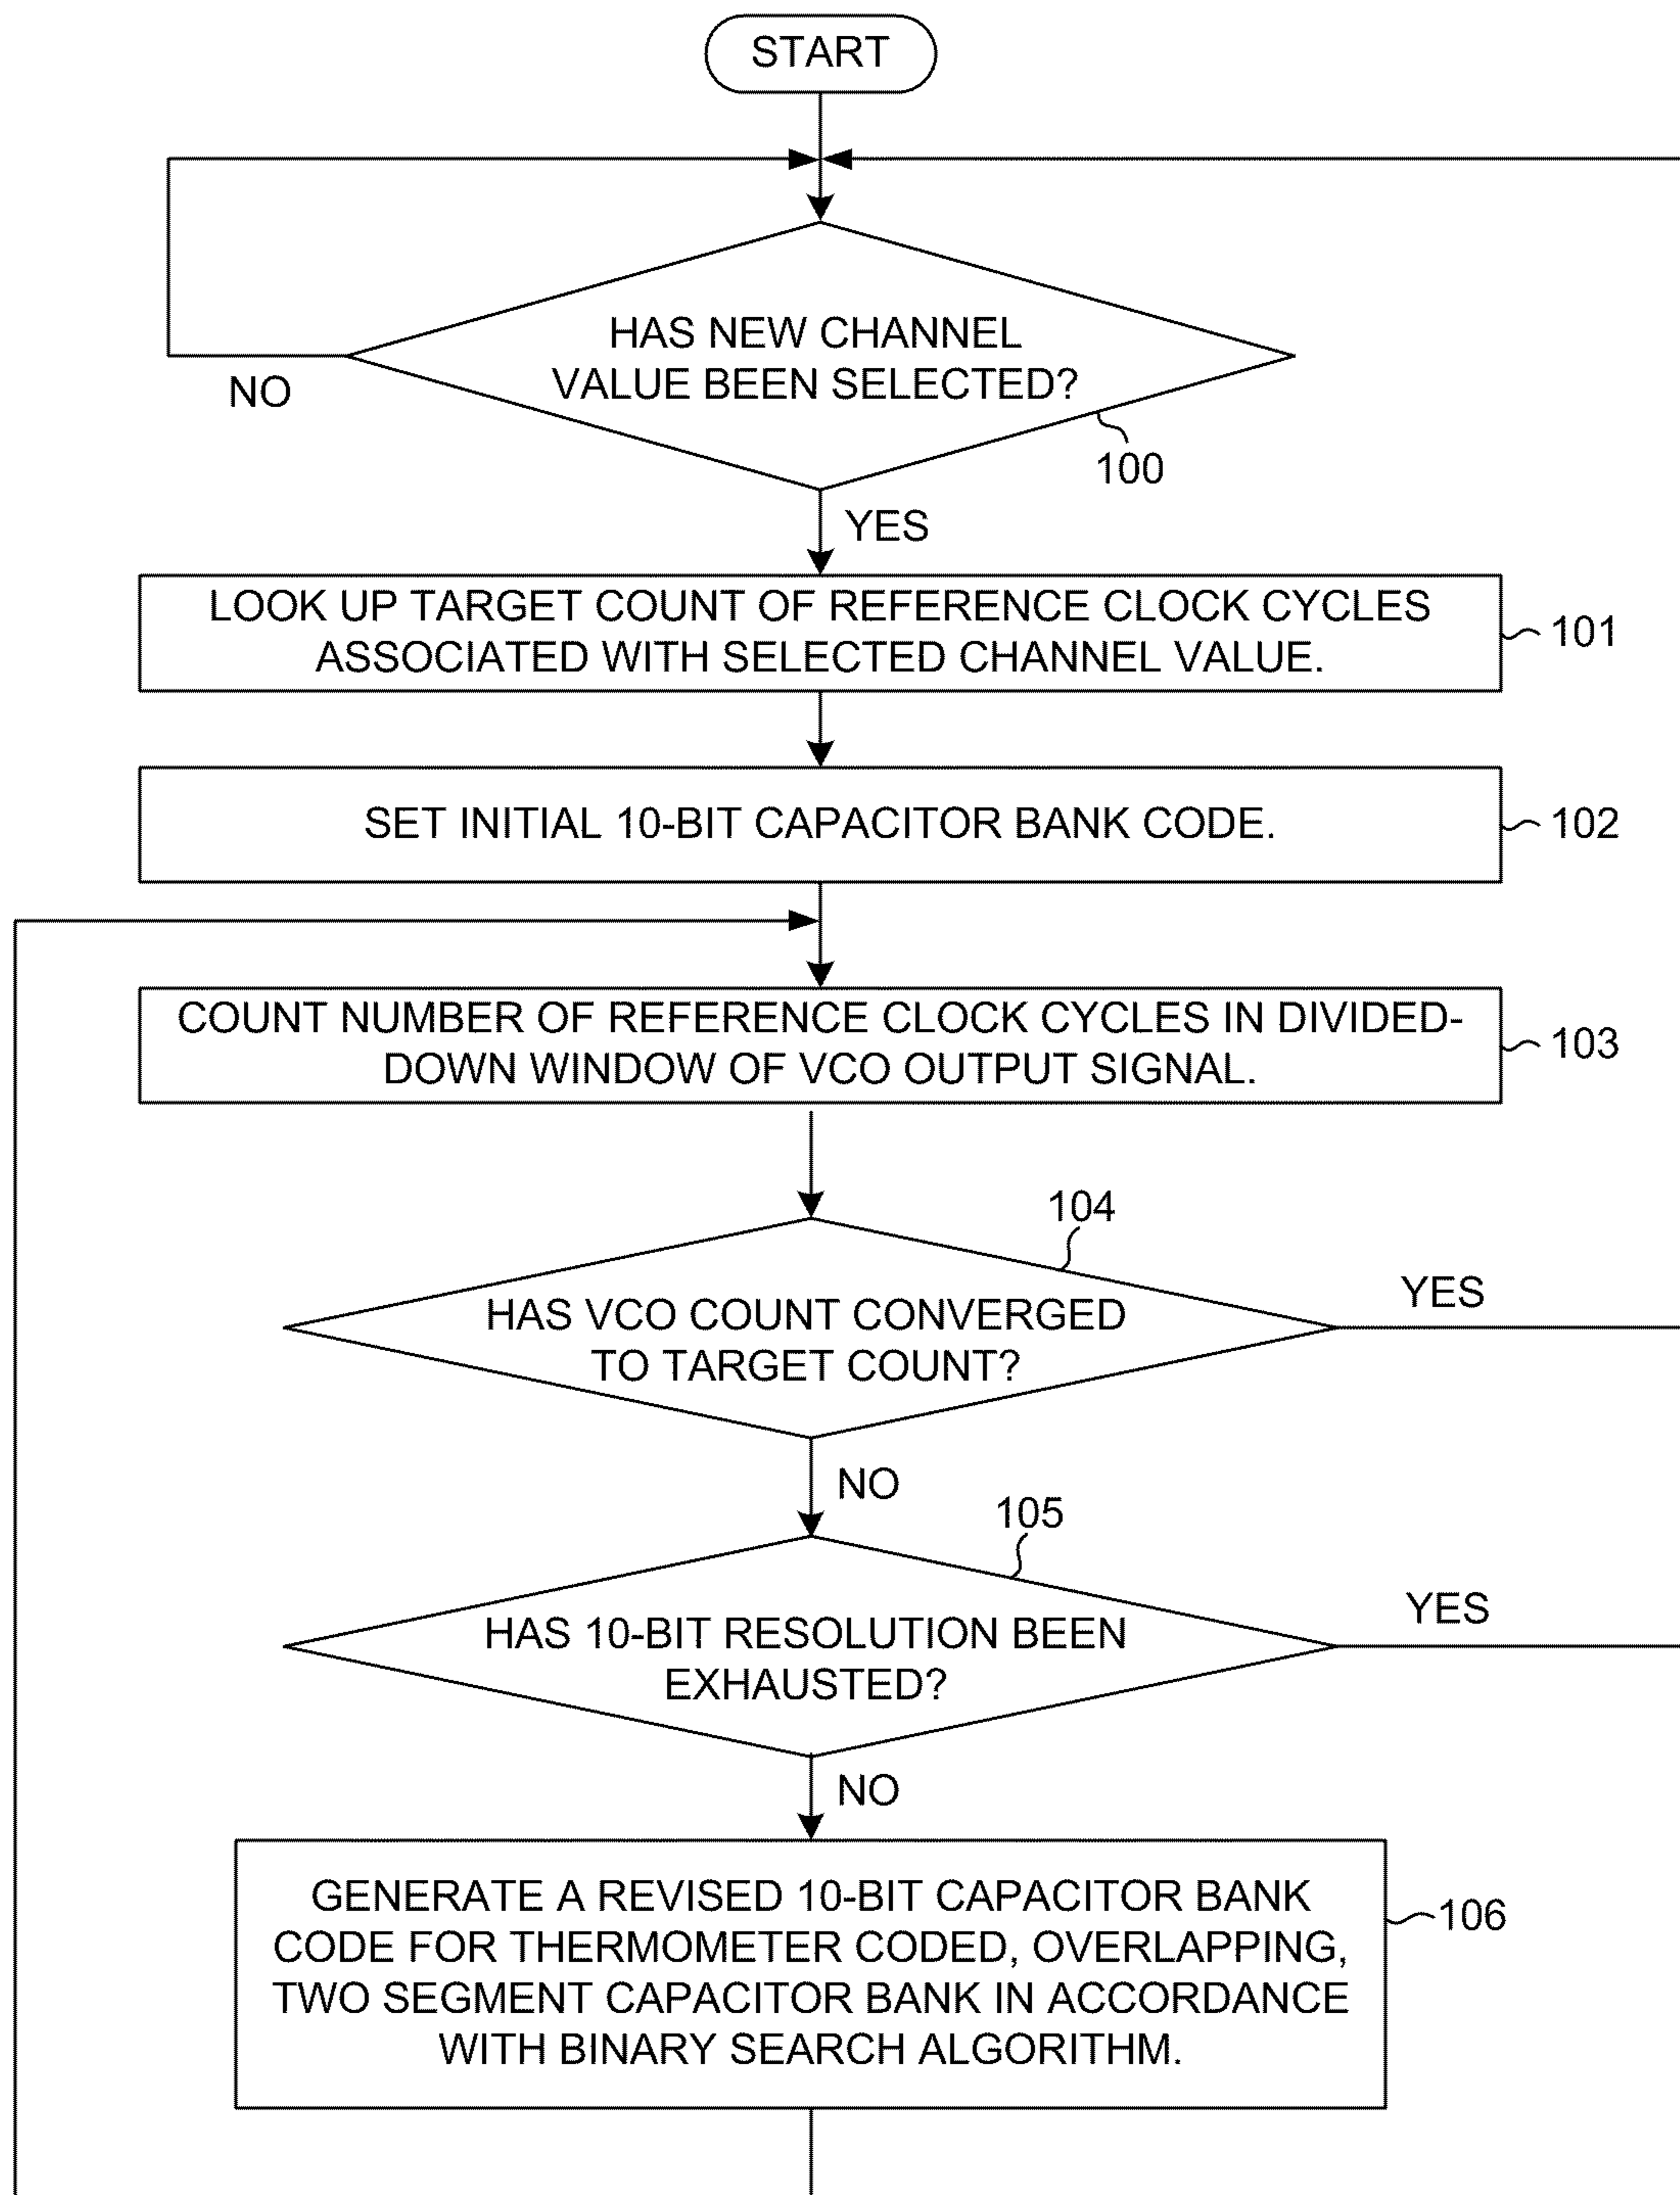 START
HAS NEW CHANNEL
VALUE BEEN SELECTED?
NO
100
YES
LOOK UP TARGET COUNT OF REFERENCE CLOCK CYCLES
ASSOCIATED WITH SELECTED CHANNEL VALUE.
101
SET INITIAL 10-BIT CAPACITOR BANK CODE.
102
COUNT NUMBER OF REFERENCE CLOCK CYCLES IN DIVIDED-
DOWN WINDOW OF VCO OUTPUT SIGNAL.
103
104
HAS VCO COUNT CONVERGED
TO TARGET COUNT?
YES
NO
105
HAS 10-BIT RESOLUTION BEEN
EXHAUSTED?
YES
NO
GENERATE A REVISED 10-BIT CAPACITOR BANK
CODE FOR THERMOMETER CODED, OVERLAPPING,
TWO SEGMENT CAPACITOR BANK IN ACCORDANCE
WITH BINARY SEARCH ALGORITHM.
106